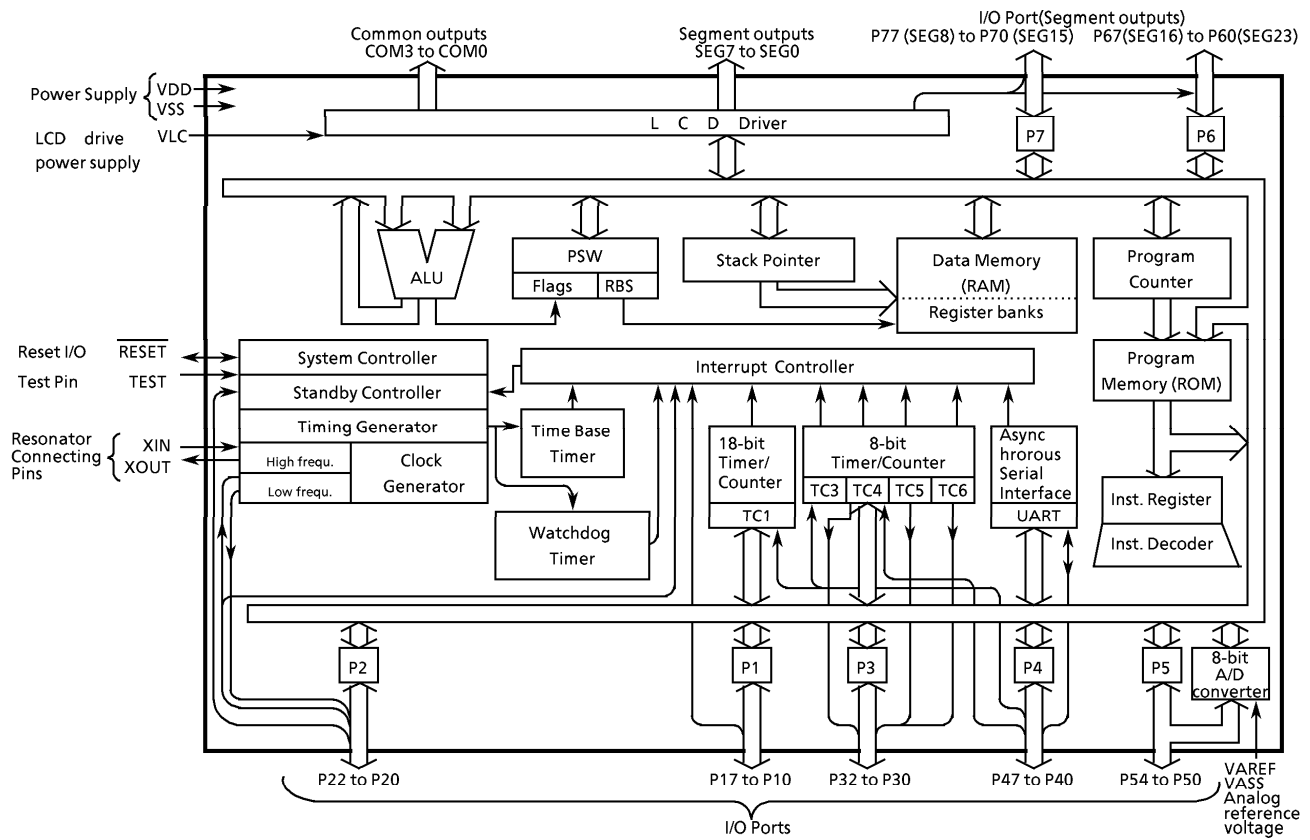 I/O Port(Segment outputs)
Common outputs
COM3 to COM0
Segment outputs
SEG7 to SEG0
P77 (SEG8) to P70 (SEG15)
P67(SEG16) to P60(SEG23)
Power Supply
VDD
VSS
LCD drive
power supply
VLC
L C D Driver
P7
P6
ALU
PSW
Flags
RBS
Stack Pointer
Data Memory
(RAM)
Register banks
Program
Counter
Reset I/O
RESET
Test Pin
TEST
Resonator
Connecting
Pins
XIN
XOUT
System Controller
Standby Controller
Timing Generator
High frequ.
Low frequ.
Clock
Generator
Interrupt Controller
Time Base
Timer
Watchdog
Timer
18-bit
Timer/
Counter
TC1
8-bit
Timer/Counter
TC3
TC4
TC5
TC6
Async
hrorous
Serial
Interface
UART
Program
Memory (ROM)
Inst. Register
Inst. Decoder
P2
P1
P3
P4
P5
8-bit
A/D
converter
P22 to P20
P17 to P10
P32 to P30
P47 to P40
P54 to P50
VAREF
VASS
Analog
reference
voltage
I/O Ports